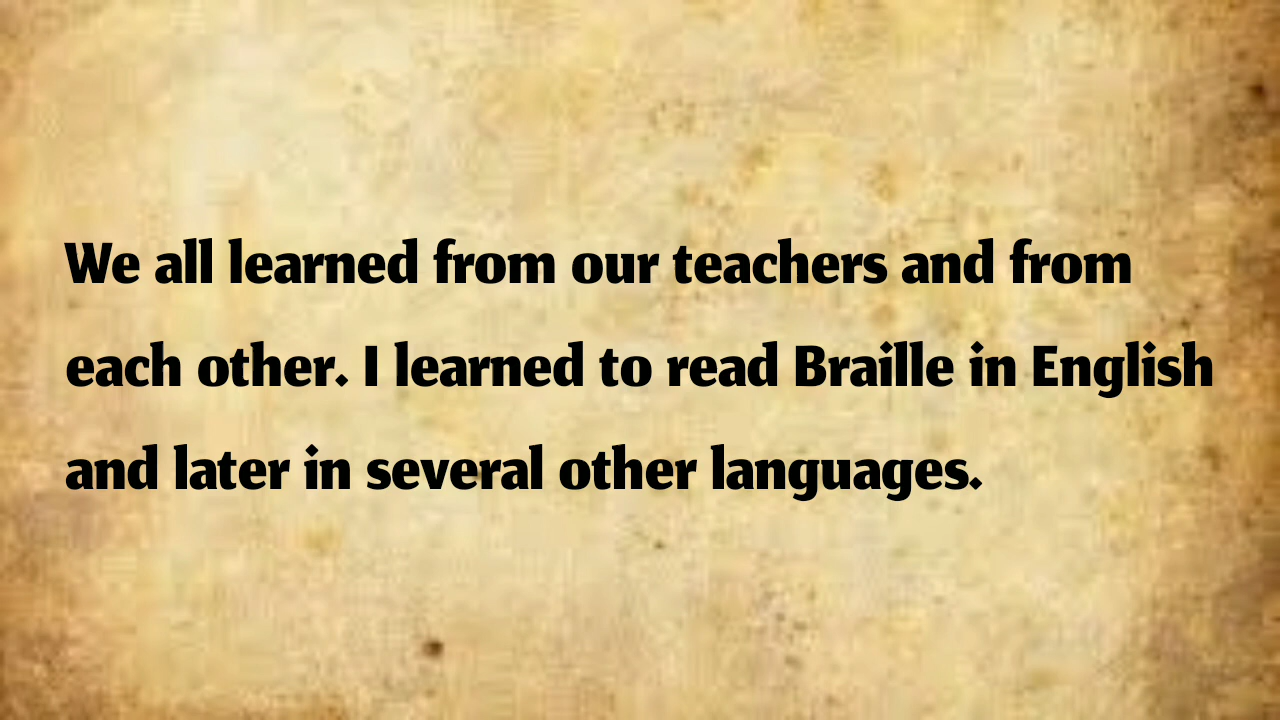 We all learned from our teachers and from
each other. I learned to read Braille in English
and later in several other languages.